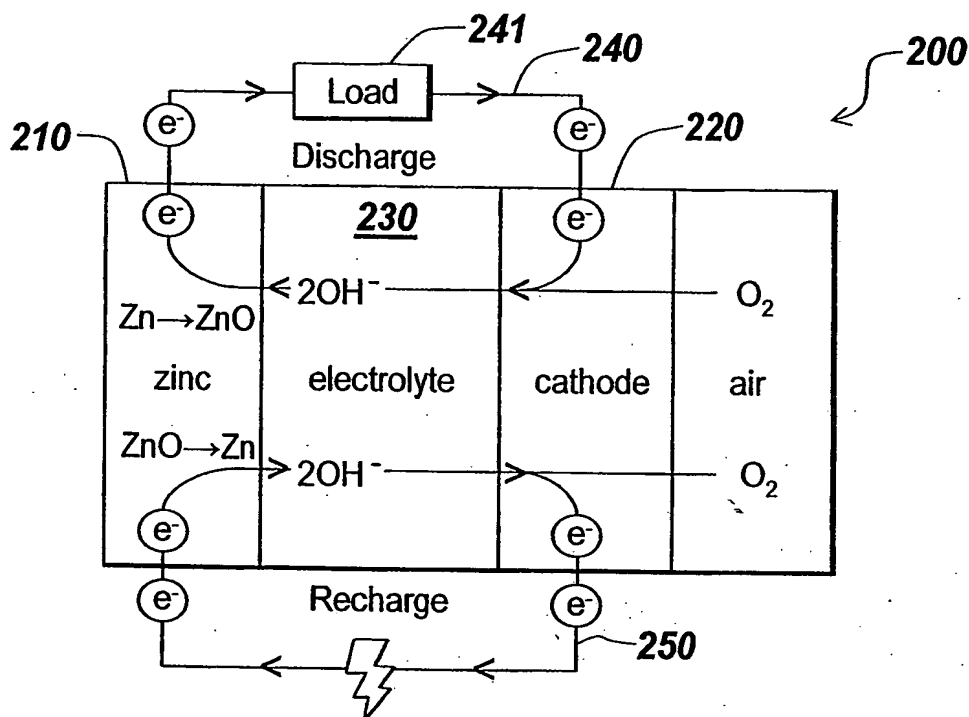 241
240
200
Load
e⁻
e⁻
210
220
Discharge
e⁻
230
e⁻
2OH⁻
O₂
Zn→ZnO
zinc
electrolyte
cathode
air
ZnO→Zn
2OH⁻
O₂
e⁻
e⁻
Recharge
e⁻
e⁻
250